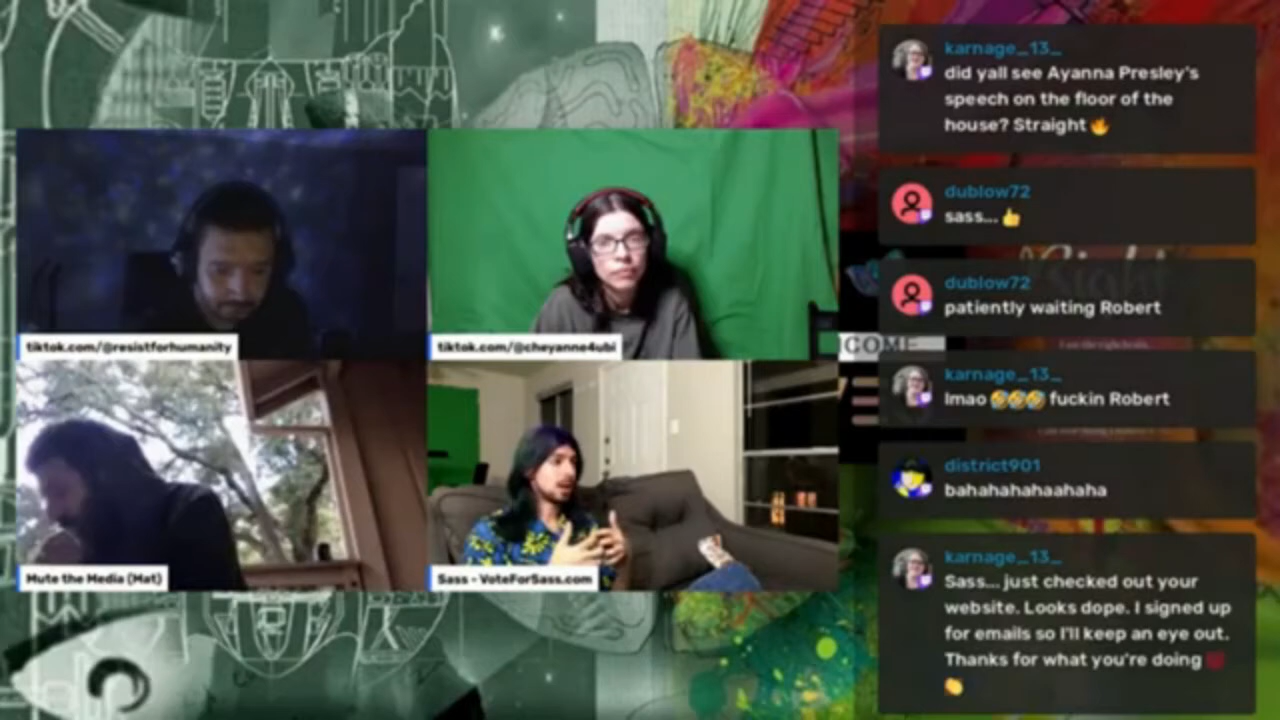 tiktok.com/@resistforhumanity
tiktok.com/@cheyanne4ubi
Mute the Media (Mat)
Sass - VoteForSass.com
COME
karnage_13_
did yall see Ayanna Presley's
speech on the floor of the
house? Straight 🔥
dublow72
sass... 👍
dublow72
patiently waiting Robert
karnage_13_
lmao 🤣🤣🤣 fuckin Robert
district901
bahahahahaahaha
karnage_13_
Sass... just checked out your
website. Looks dope. I signed up
for emails so I'll keep an eye out.
Thanks for what you're doing